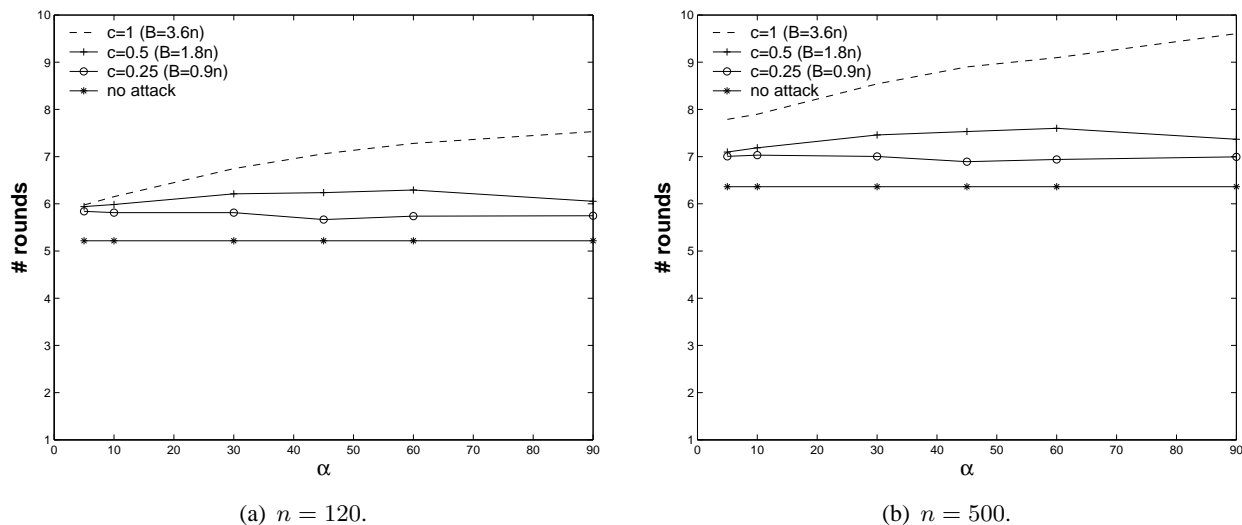 10
9
8
7
6
5
4
3
2
1
# rounds
c=1 (B=3.6n)
c=0.5 (B=1.8n)
c=0.25 (B=0.9n)
no attack
0 10 20 30 40 50 60 70 80 90
α
(a) n = 120.
10
9
8
7
6
5
4
3
2
1
# rounds
c=1 (B=3.6n)
c=0.5 (B=1.8n)
c=0.25 (B=0.9n)
no attack
0 10 20 30 40 50 60 70 80 90
α
(b) n = 500.